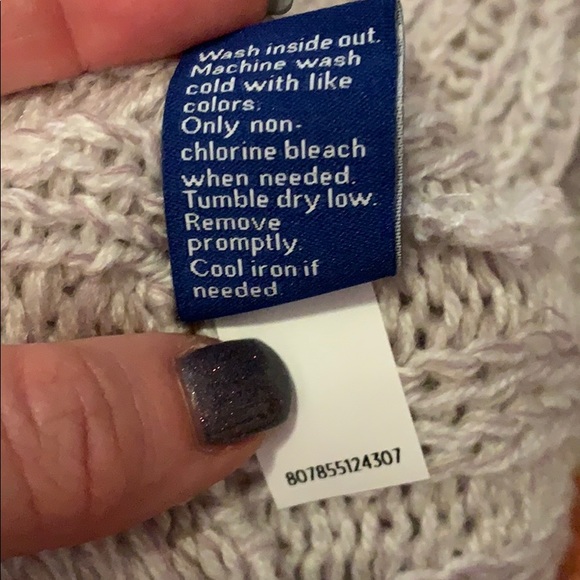 Wash inside out.
Machine wash
cold with like
colors.
Only non-
chlorine bleach
when needed.
Tumble dry low.
Remove
promptly.
Cool iron if
needed.
807855124307